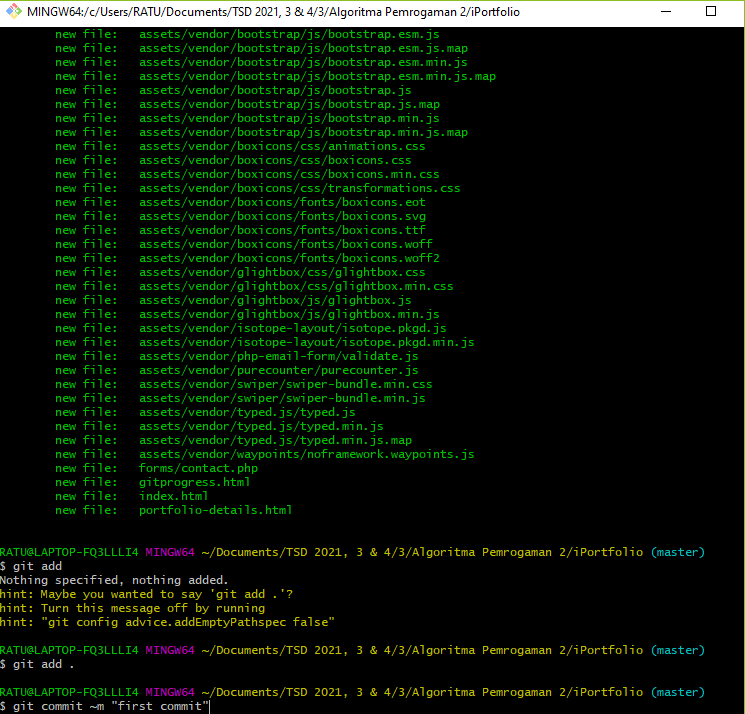 MINGW64:/c/Users/RATU/Documents/TSD 2021, 3 & 4/3/Algoritma Pemrogaman 2/iPortfolio
new file: assets/vendor/bootstrap/js/bootstrap.esm.js
new file: assets/vendor/bootstrap/js/bootstrap.esm.js.map
new file: assets/vendor/bootstrap/js/bootstrap.esm.min.js
new file: assets/vendor/bootstrap/js/bootstrap.esm.min.js.map
new file: assets/vendor/bootstrap/js/bootstrap.js
new file: assets/vendor/bootstrap/js/bootstrap.js.map
new file: assets/vendor/bootstrap/js/bootstrap.min.js
new file: assets/vendor/bootstrap/js/bootstrap.min.js.map
new file: assets/vendor/boxicons/css/animations.css
new file: assets/vendor/boxicons/css/boxicons.css
new file: assets/vendor/boxicons/css/boxicons.min.css
new file: assets/vendor/boxicons/css/transformations.css
new file: assets/vendor/boxicons/fonts/boxicons.eot
new file: assets/vendor/boxicons/fonts/boxicons.svg
new file: assets/vendor/boxicons/fonts/boxicons.ttf
new file: assets/vendor/boxicons/fonts/boxicons.woff
new file: assets/vendor/boxicons/fonts/boxicons.woff2
new file: assets/vendor/glightbox/css/glightbox.css
new file: assets/vendor/glightbox/css/glightbox.min.css
new file: assets/vendor/glightbox/js/glightbox.js
new file: assets/vendor/glightbox/js/glightbox.min.js
new file: assets/vendor/isotope-layout/isotope.pkgd.js
new file: assets/vendor/isotope-layout/isotope.pkgd.min.js
new file: assets/vendor/php-email-form/validate.js
new file: assets/vendor/purecounter/purecounter.js
new file: assets/vendor/swiper/swiper-bundle.min.css
new file: assets/vendor/swiper/swiper-bundle.min.js
new file: assets/vendor/typed.js/typed.js
new file: assets/vendor/typed.js/typed.min.js
new file: assets/vendor/typed.js/typed.min.js.map
new file: assets/vendor/waypoints/noframework.waypoints.js
new file: forms/contact.php
new file: gitprogress.html
new file: index.html
new file: portfolio-details.html
RATU@LAPTOP-FQ3LLLI4 MINGW64 ~/Documents/TSD 2021, 3 & 4/3/Algoritma Pemrogaman 2/iPortfolio (master)
$ git add
Nothing specified, nothing added.
hint: Maybe you wanted to say 'git add .'?
hint: Turn this message off by running
hint: "git config advice.addEmptyPathspec false"
RATU@LAPTOP-FQ3LLLI4 MINGW64 ~/Documents/TSD 2021, 3 & 4/3/Algoritma Pemrogaman 2/iPortfolio (master)
$ git add .
RATU@LAPTOP-FQ3LLLI4 MINGW64 ~/Documents/TSD 2021, 3 & 4/3/Algoritma Pemrogaman 2/iPortfolio (master)
$ git commit ~m "first commit"